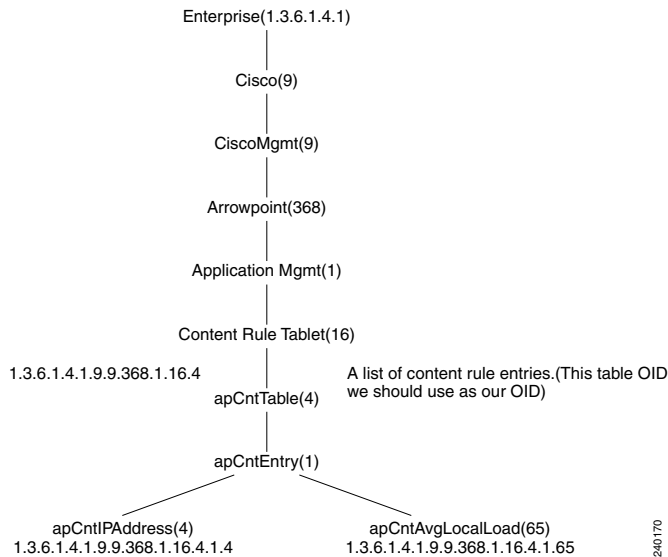 Enterprise(1.3.6.1.4.1)
Cisco(9)
CiscoMgmt(9)
Arrowpoint(368)
Application Mgmt(1)
Content Rule Tablet(16)
1.3.6.1.4.1.9.9.368.1.16.4
apCntTable(4)
A list of content rule entries.(This table OID
we should use as our OID)
apCntEntry(1)
apCntIPAddress(4)
1.3.6.1.4.1.9.9.368.1.16.4.1.4
apCntAvgLocalLoad(65)
1.3.6.1.4.1.9.9.368.1.16.4.1.65
240170